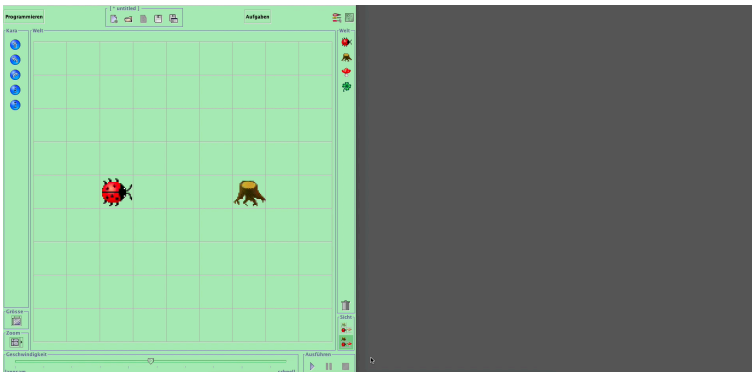 Programmieren
[ * untitled ]
Aufgaben
Kara
Welt
Welt
Grösse
Zoom
Sicht
Geschwindigkeit
Ausführen